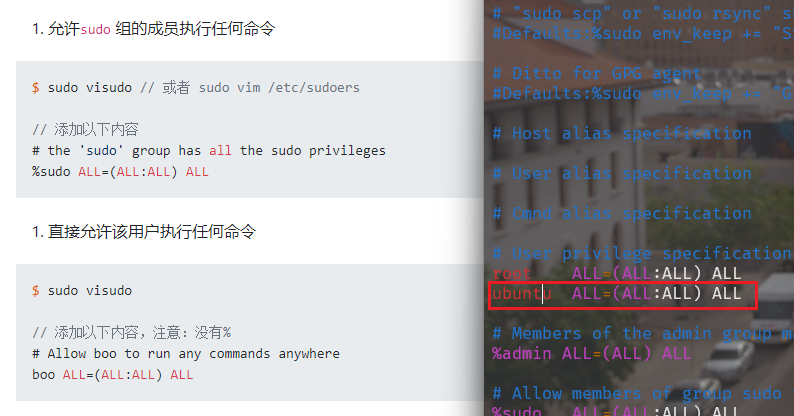 1. 允许sudo 组的成员执行任何命令
$ sudo visudo // 或者 sudo vim /etc/sudoers
// 添加以下内容
# the 'sudo' group has all the sudo privileges
%sudo ALL=(ALL:ALL) ALL
1. 直接允许该用户执行任何命令
$ sudo visudo
// 添加以下内容，注意：没有%
# Allow boo to run any commands anywhere
boo ALL=(ALL:ALL) ALL
# "sudo scp" or "sudo rsync" s
#Defaults:%sudo env_keep += "S
# Ditto for GPG agent
#Defaults:%sudo env_keep += "G
# Host alias specification
# User alias specification
# Cmnd alias specification
# User privilege specification
root ALL=(ALL:ALL) ALL
ubuntu ALL=(ALL:ALL) ALL
# Members of the admin group m
%admin ALL=(ALL) ALL
# Allow members of group sudo
%sudo ALL=(ALL:ALL) ALL